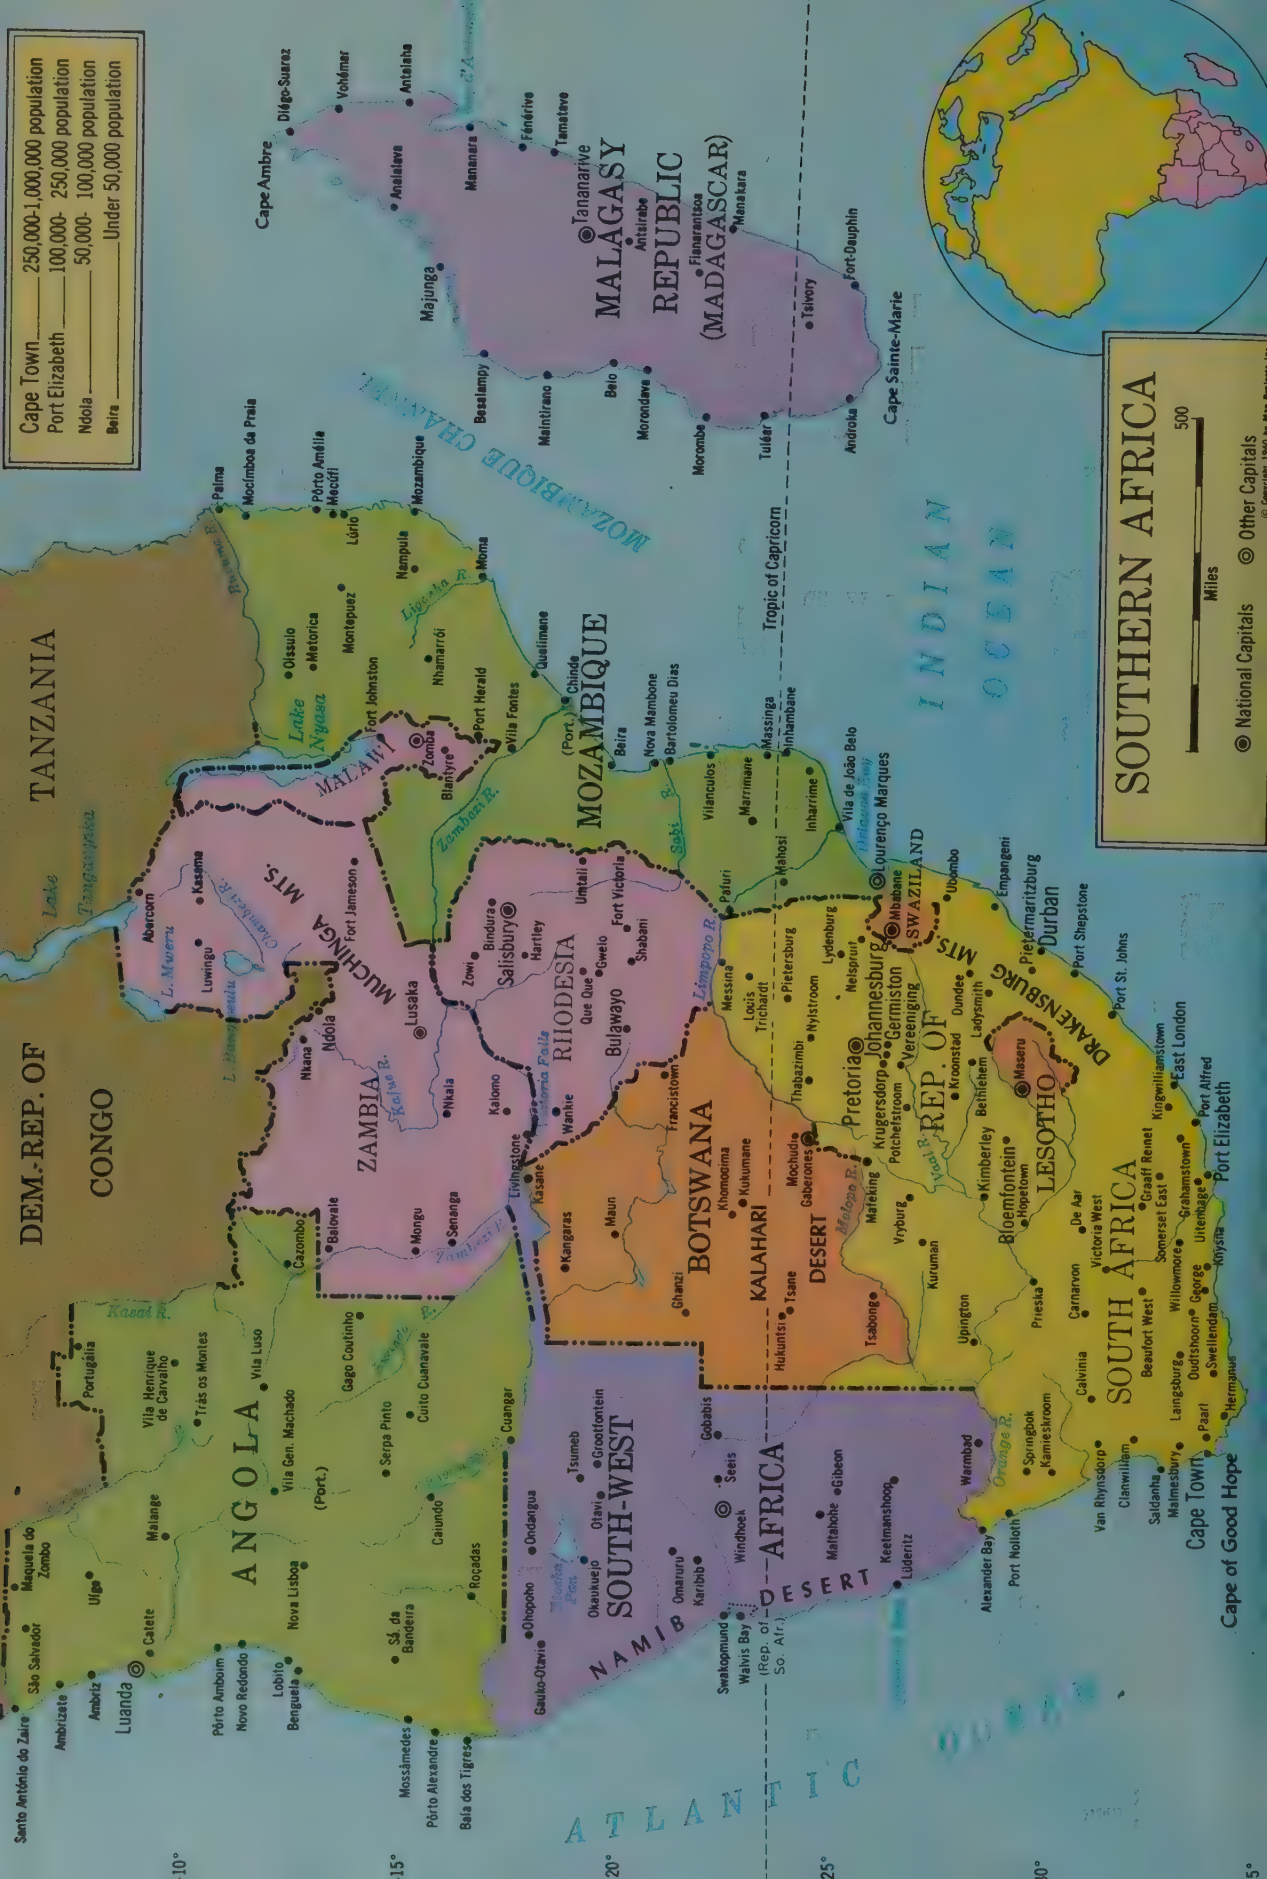 Cape Town 250,000-1,000,000 population
Port Elizabeth 100,000- 250,000 population
Ndola 50,000- 100,000 population
Beira Under 50,000 population
DEM. REP. OF
CONGO
TANZANIA
Lake
Tanganyika
Kasai R.
Portugália
Vila Henrique
de Carvalho
Trás os Montes
Vila Luso
Vila Gen. Machado
ANGOLA
(Port.)
Santo António do Zaire
São Salvador
Maquela do
Zombo
Ambrizete
Ambriz
Uíge
Luanda
Catete
Malange
Pôrto Amboim
Novo Redondo
Lobito
Benguela
Nova Lisboa
Sá. da
Bandeira
Mossâmedes
Pôrto Alexandre
Baía dos Tigres
Roçadas
Caiundo
Serpa Pinto
Cuito Cuanavale
Gago Coutinho
Cuangar
Cazombo
Balovale
Mongu
Senanga
Zambezi R.
ZAMBIA
Kafue R.
Nkala
Kalomo
Livingstone
Lusaka
Nkana
Ndola
L. Bangweulu
L. Mweru
Luwingu
Kasama
Chambezi R.
Abercorn
MUCHINGA
MTS.
Fort Jameson
MALAWI
Zomba
Blantyre
Lake
Nyasa
Fort Johnston
Port Herald
Ruvuma R.
Palma
Mocímboa da Praia
Pôrto Amélia
Mecúfi
Lúrio
Mozambique
Nampula
Moma
Ligonha R.
Oissulo
Metorica
Montepuez
Nhamarrói
Quelimane
Chinde
Vila Fontes
Zambezi R.
MOZAMBIQUE
(Port.)
Beira
Nova Mambone
Bartolomeu Dias
Sabi R.
Vilanculos
Marrimane
Massinga
Inhambane
Inharrime
Mahosi
Pafuri
Vila de João Belo
Lourenço Marques
Zowi
Bindura
Salisbury
Hartley
Umtali
RHODESIA
Que Que
Gwelo
Fort Victoria
Shabani
Bulawayo
Wankie
Victoria Falls
Limpopo R.
Kasane
Kangaras
Maun
Francistown
BOTSWANA
Ghanzi
Khomooima
Kukumane
KALAHARI
DESERT
Mochudi
Gaberones
Hukuntsi
Tsane
Tsabong
Molopo R.
SOUTH-WEST
AFRICA
Ohopoho
Gauko-Otavi
Ondangua
Etosha
Pan
Okaukuejo
Otavi
Tsumeb
Grootfontein
Omaruru
Karibib
Windhoek
Seeis
Gobabis
Swakopmund
Walvis Bay
(Rep. of
So. Afr.)
NAMIB
DESERT
Maltahohe
Gibeon
Keetmanshoop
Lüderitz
Warmbad
Messina
Louis
Trichardt
Pietersburg
Nylstroom
Thabazimbi
Lydenburg
Nelspruit
Pretoria
Johannesburg
Krugersdorp
Germiston
Potchefstroom
Vereeniging
Mbabane
SWAZILAND
Ubombo
REP. OF
SOUTH AFRICA
Mafeking
Vryburg
Kuruman
Vaal R.
Kroonstad
Bethlehem
Dundee
Ladysmith
Kimberley
Bloemfontein
Hopetown
Maseru
LESOTHO
DRAKENSBURG
MTS
Empangeni
Pietermaritzburg
Durban
Port Shepstone
Port St. Johns
Upington
Prieska
De Aar
Victoria West
Carnarvon
Calvinia
Orange R.
Springbok
Kamieskroom
Alexander Bay
Port Nolloth
Van Rhynsdorp
Clanwilliam
Saldanha
Malmesbury
Cape Town
Paarl
Cape of Good Hope
Hermanus
Laingsburg
Beaufort West
Oudtshoorn
Swellendam
George
Knysna
Willowmore
Graaff Reinet
Somerset East
Grahamstown
Uitenhage
Port Elizabeth
Port Alfred
Kingwilliamstown
East London
Cape Ambre
Diégo-Suarez
Vohémar
Antalaha
Analalava
Majunga
Mananara
Fénérive
Tamatave
Tananarive
MALAGASY
REPUBLIC
(MADAGASCAR)
Antsirabe
Fianarantsoa
Manakara
Besalampy
Maintirano
Belo
Morondava
Morombe
Tuléar
Androka
Tsivory
Fort-Dauphin
Cape Sainte-Marie
MOZAMBIQUE CHANNEL
Tropic of Capricorn
INDIAN
OCEAN
ATLANTIC
OCEAN
10°
15°
20°
25°
30°
5°
SOUTHERN AFRICA
500
Miles
National Capitals
Other Capitals